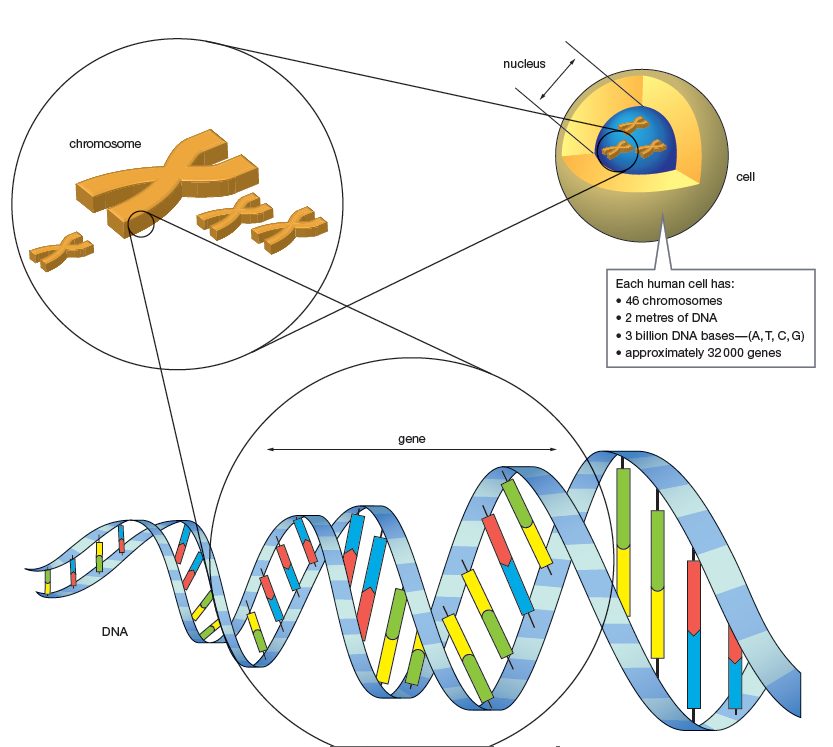 nucleus
chromosome
cell
Each human cell has:
• 46 chromosomes
• 2 metres of DNA
• 3 billion DNA bases—(A, T, C, G)
• approximately 32 000 genes
gene
DNA